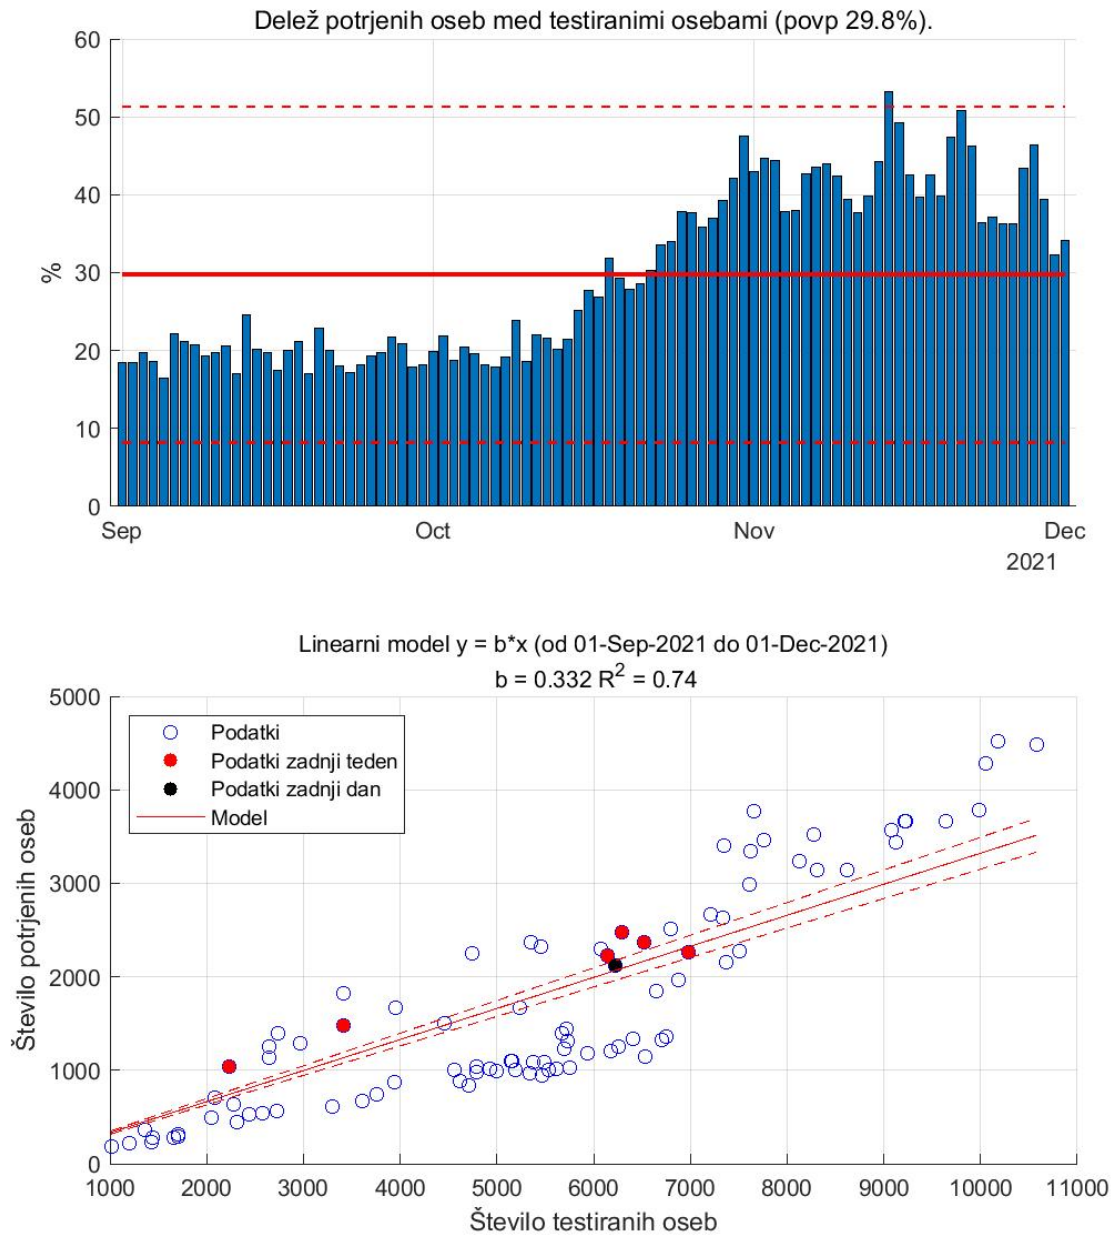 Delež potrjenih oseb med testiranimi osebami (povp 29.8%).
60
50
40
30
20
10
0
%
Sep
Oct
Nov
Dec
2021
Linearni model y = b*x (od 01-Sep-2021 do 01-Dec-2021)
b = 0.332 R² = 0.74
5000
4000
3000
2000
1000
0
Število potrjenih oseb
Podatki
Podatki zadnji teden
Podatki zadnji dan
Model
1000
2000
3000
4000
5000
6000
7000
8000
9000
10000
11000
Število testiranih oseb